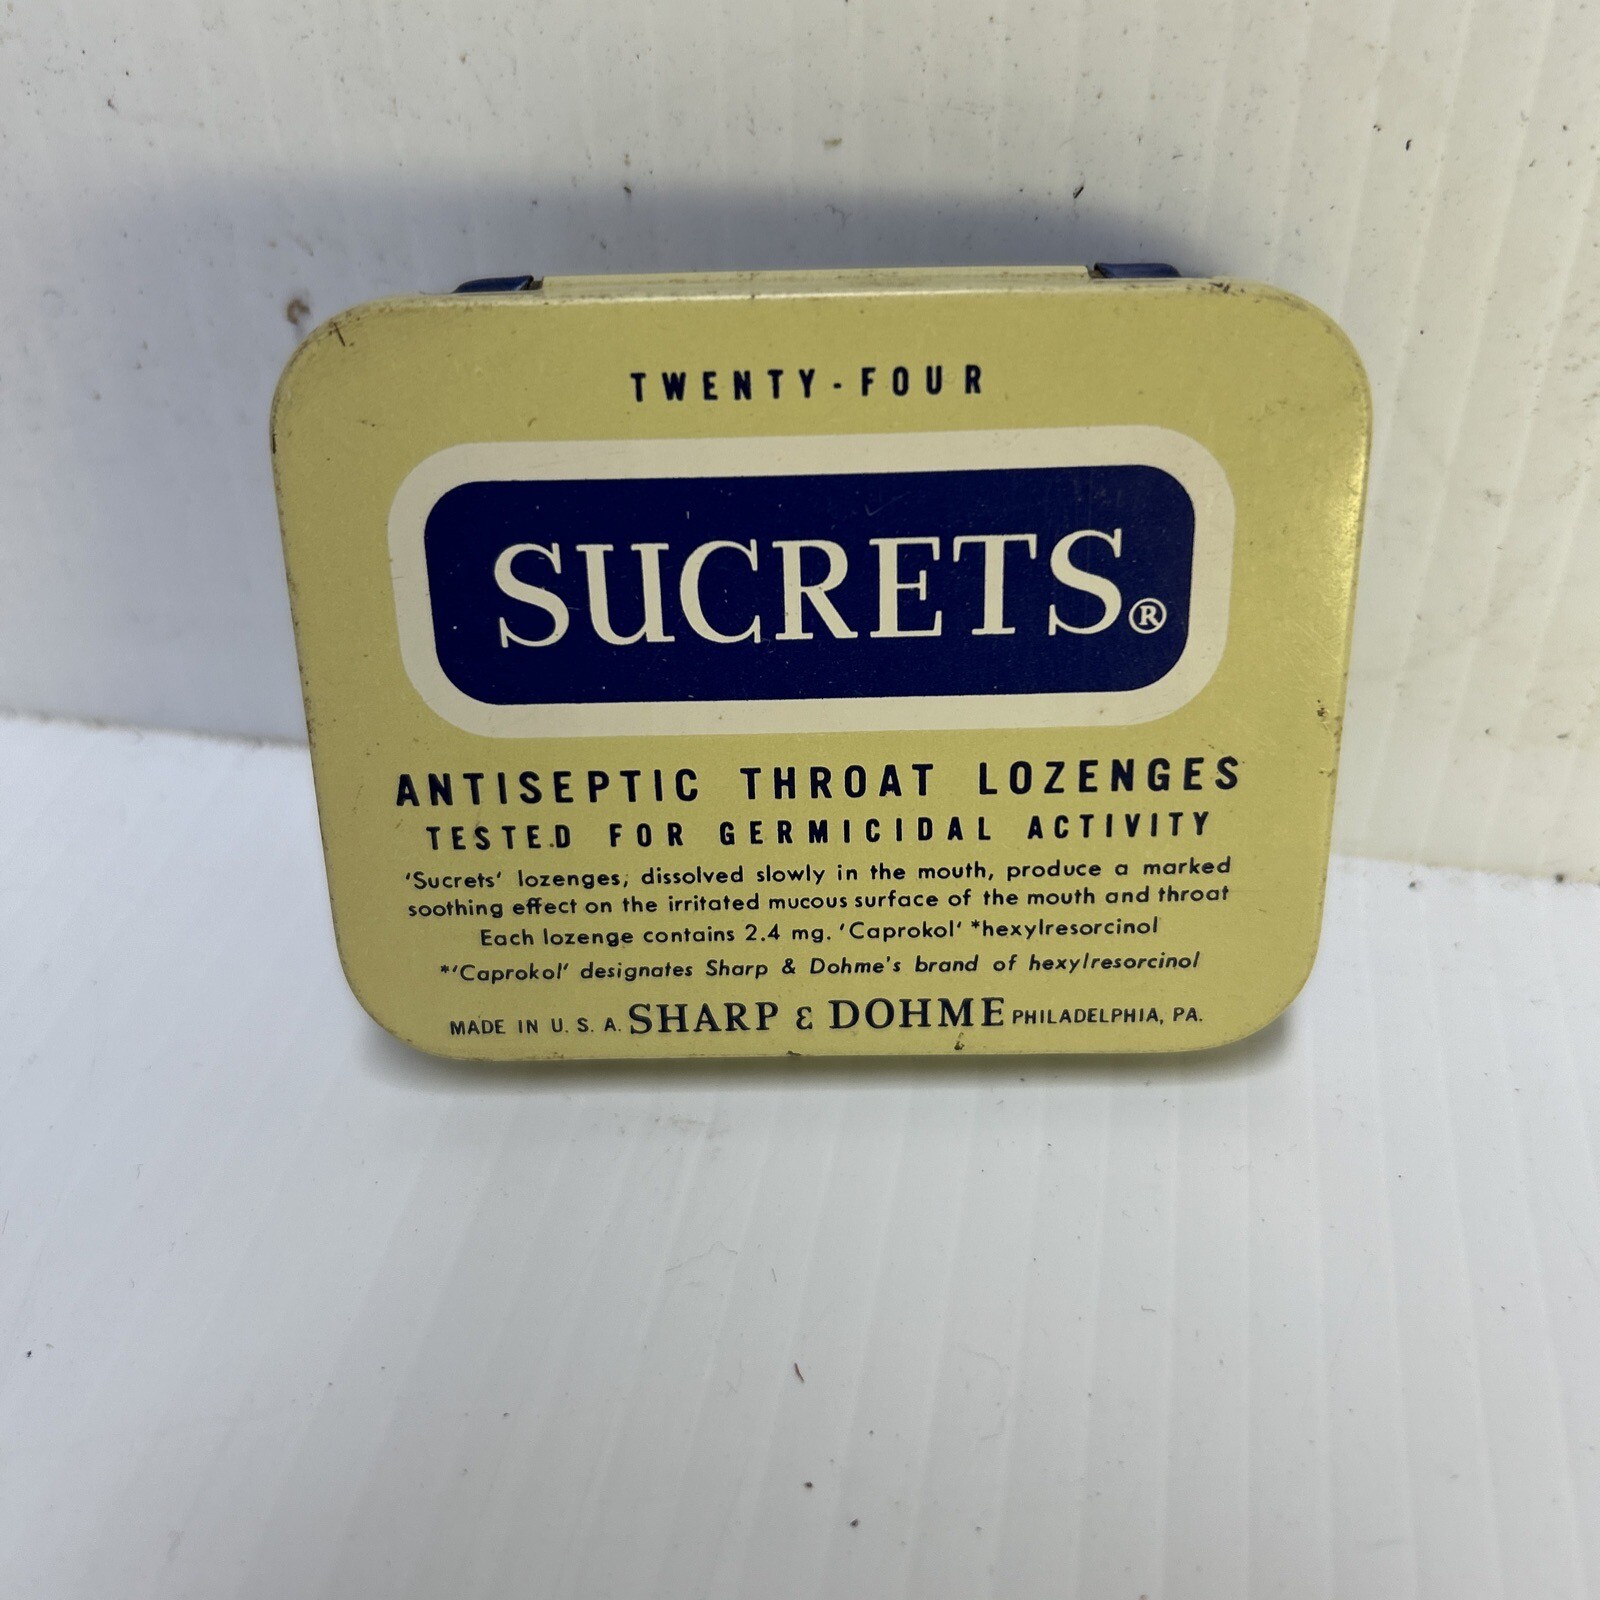 TWENTY-FOUR
SUCRETS®
ANTISEPTIC THROAT LOZENGES
TESTED FOR GERMICIDAL ACTIVITY
'Sucrets' lozenges, dissolved slowly in the mouth, produce a marked
soothing effect on the irritated mucous surface of the mouth and throat
Each lozenge contains 2.4 mg. 'Caprokol' *hexylresorcinol
*'Caprokol' designates Sharp & Dohme's brand of hexylresorcinol
MADE IN U. S. A. SHARP & DOHME PHILADELPHIA, PA.